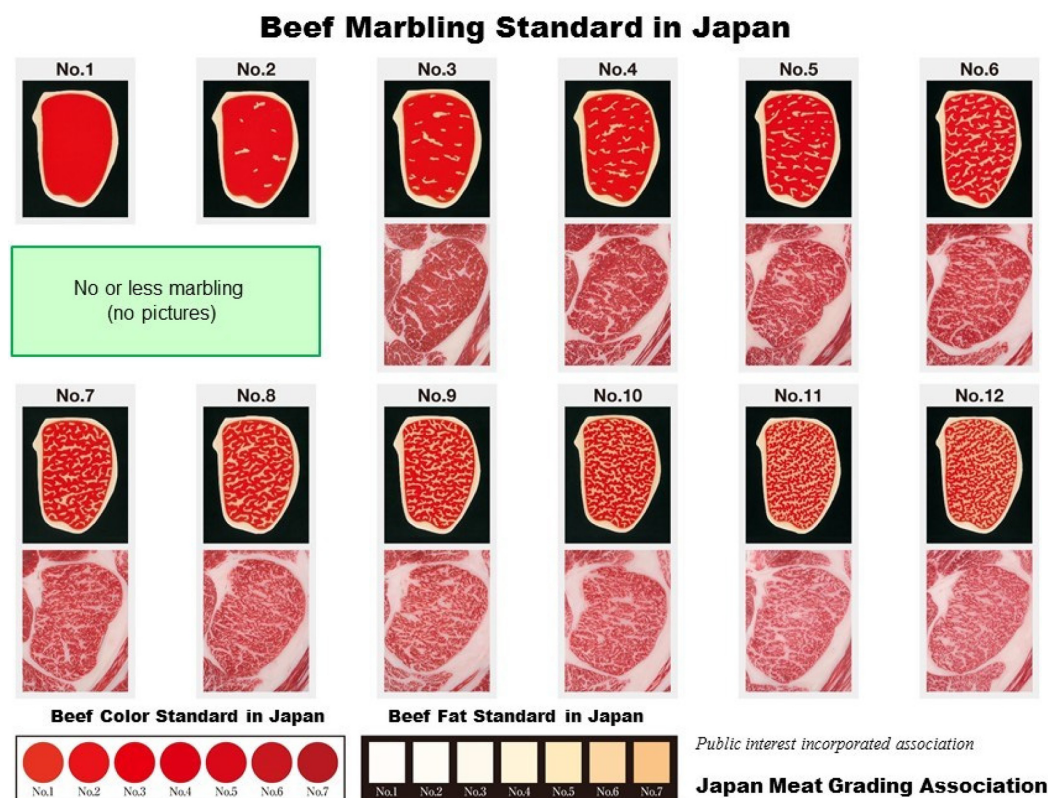 Beef Marbling Standard in Japan
No.1 No.2 No.3 No.4 No.5 No.6
No or less marbling
(no pictures)
No.7 No.8 No.9 No.10 No.11 No.12
Beef Color Standard in Japan
No.1 No.2 No.3 No.4 No.5 No.6 No.7
Beef Fat Standard in Japan
No.1 No.2 No.3 No.4 No.5 No.6 No.7
Public interest incorporated association
Japan Meat Grading Association